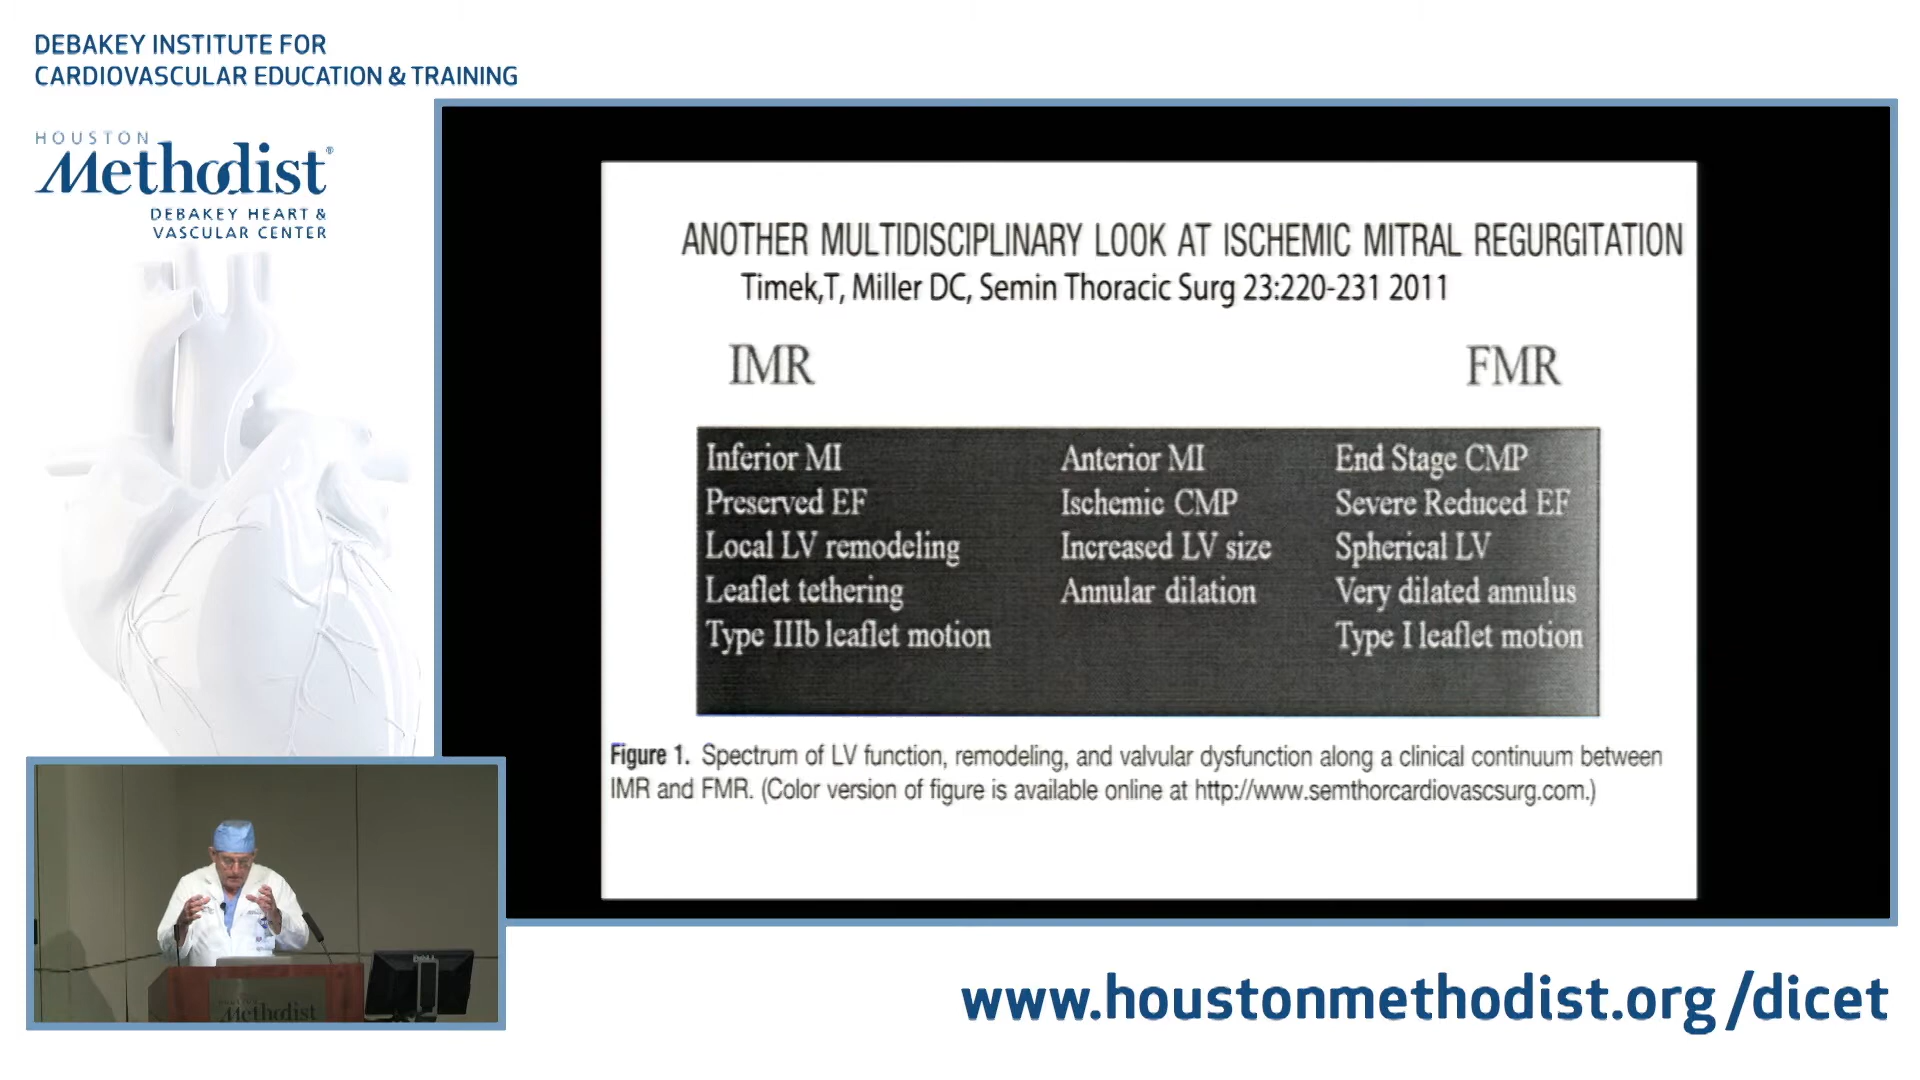 DEBAKEY INSTITUTE FOR
CARDIOVASCULAR EDUCATION & TRAINING
HOUSTON
Methodist®
DEBAKEY HEART &
VASCULAR CENTER
ANOTHER MULTIDISCIPLINARY LOOK AT ISCHEMIC MITRAL REGURGITATION
Timek,T, Miller DC, Semin Thoracic Surg 23:220-231 2011
IMR FMR
Inferior MI Anterior MI End Stage CMP
Preserved EF Ischemic CMP Severe Reduced EF
Local LV remodeling Increased LV size Spherical LV
Leaflet tethering Annular dilation Very dilated annulus
Type IIIb leaflet motion Type I leaflet motion
Figure 1. Spectrum of LV function, remodeling, and valvular dysfunction along a clinical continuum between
IMR and FMR. (Color version of figure is available online at http://www.semthorcardiovascsurg.com.)
DELL
HOUSTON
Methodist
www.houstonmethodist.org/dicet